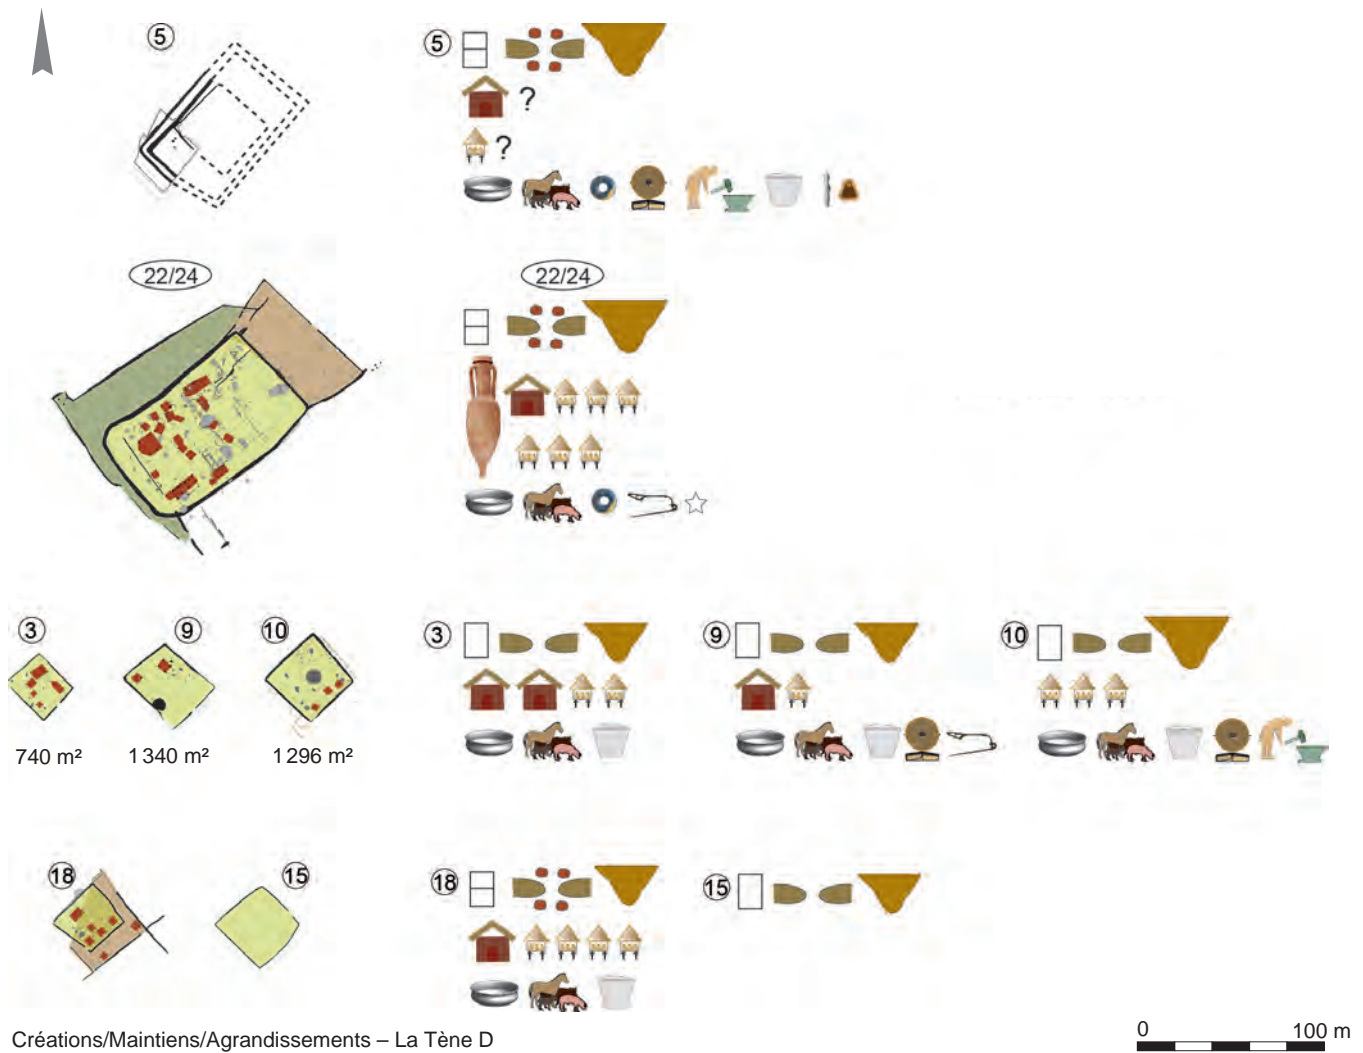 5 5
?
?
22/24 22/24
3 9 10 3 9 10
740 m² 1 340 m² 1 296 m²
18 15 18 15
Créations/Maintiens/Agrandissements – La Tène D
0 100 m